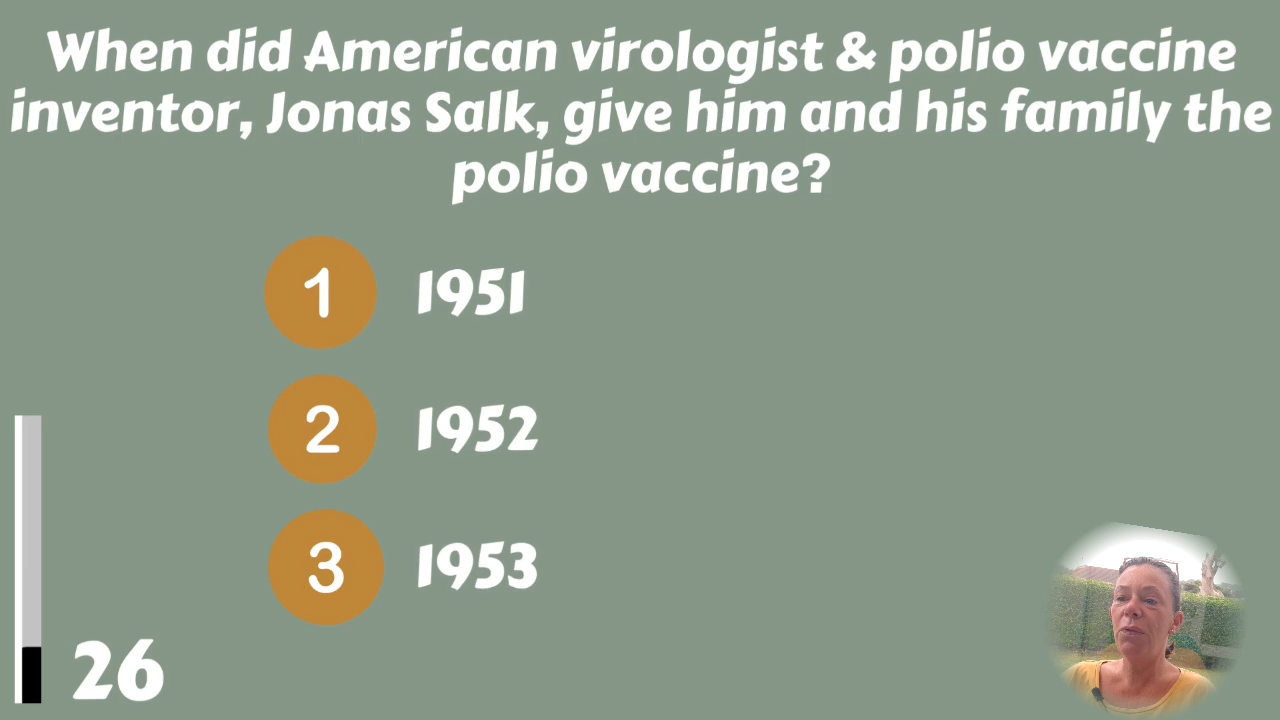 When did American virologist & polio vaccine
inventor, Jonas Salk, give him and his family the
polio vaccine?
1 1951
2 1952
3 1953
26